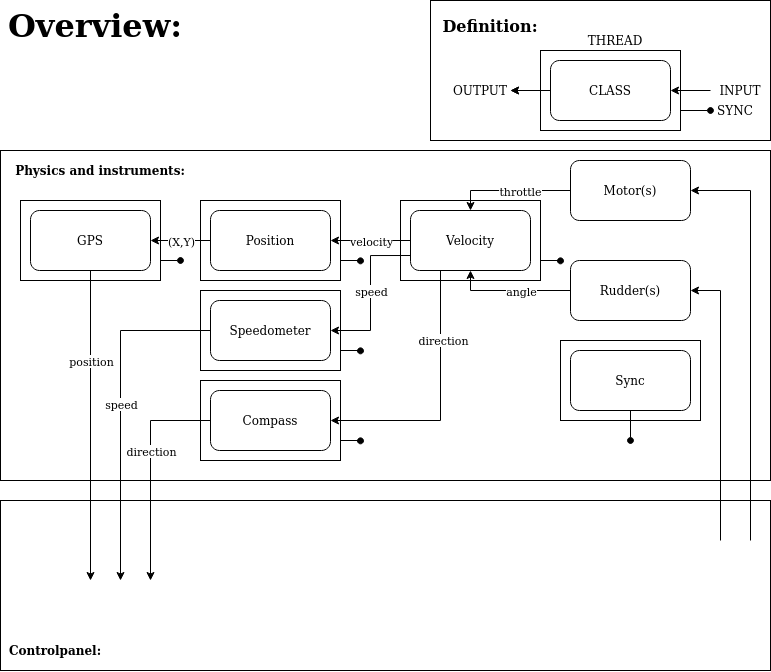 Overview:
Definition:
THREAD
OUTPUT
CLASS
INPUT
SYNC
Physics and instruments:
Motor(s)
throttle
GPS
(X,Y)
Position
velocity
Velocity
speed
angle
Rudder(s)
Speedometer
direction
position
Sync
speed
Compass
direction
Controlpanel: